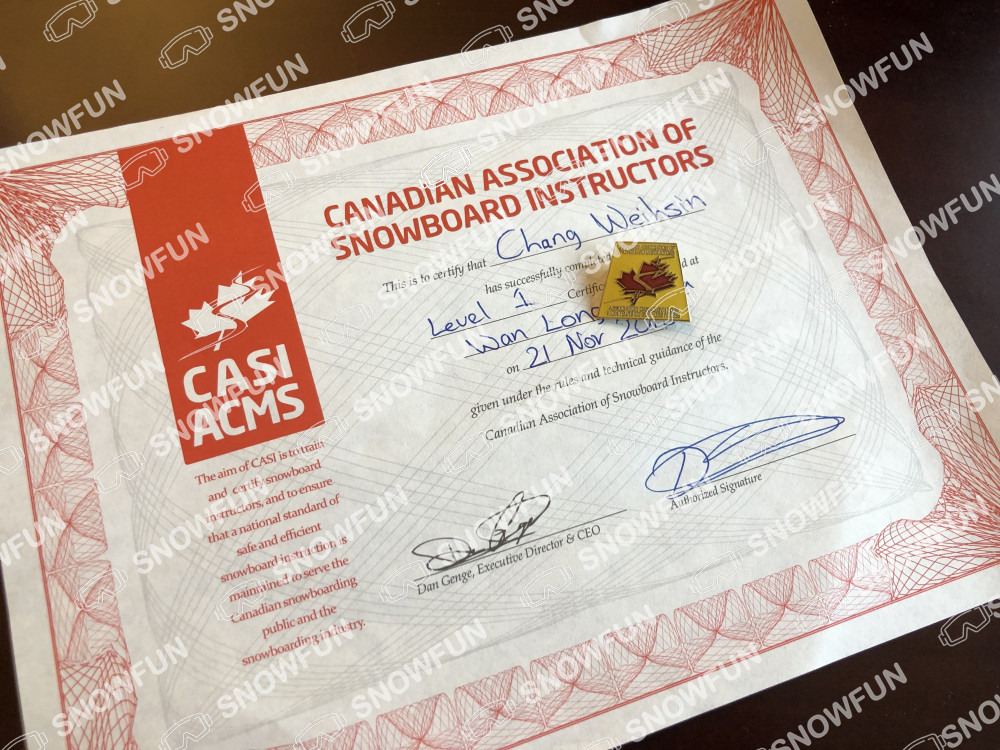 CANADIAN ASSOCIATION OF
SNOWBOARD INSTRUCTORS
This is to certify that Chang Weihsin
has successfully at
Level 1
Wan Long
on 21 Nov
given under the rules and technical guidance of the
Canadian Association of Snowboard Instructors.
CASI
ACMS
The aim of CASI is to train
and certify snowboard
instructors, and to ensure
that a national standard of
safe and efficient
snowboard instruction is
maintained to serve the
Canadian snowboarding
public and the
snowboarding industry.
Dan Genge, Executive Director & CEO
Authorized Signature
SNOWFUN